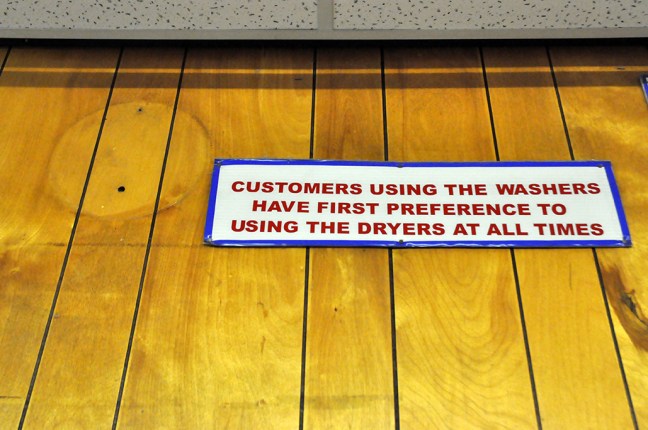 CUSTOMERS USING THE WASHERS
HAVE FIRST PREFERENCE TO
USING THE DRYERS AT ALL TIMES